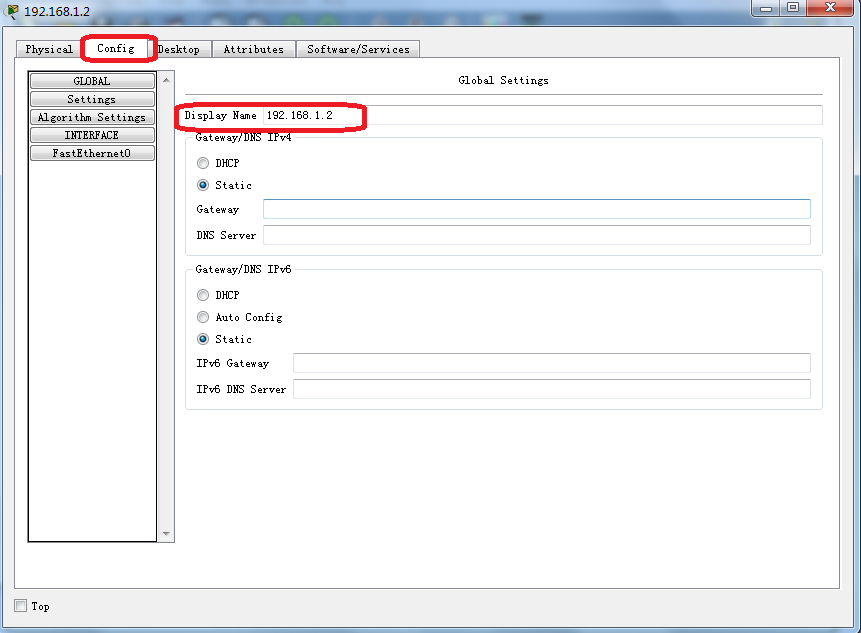 192.168.1.2
Physical Config Desktop Attributes Software/Services
GLOBAL
Settings
Algorithm Settings
INTERFACE
FastEthernet0
Global Settings
Display Name 192.168.1.2
Gateway/DNS IPv4
DHCP
Static
Gateway
DNS Server
Gateway/DNS IPv6
DHCP
Auto Config
Static
IPv6 Gateway
IPv6 DNS Server
Top